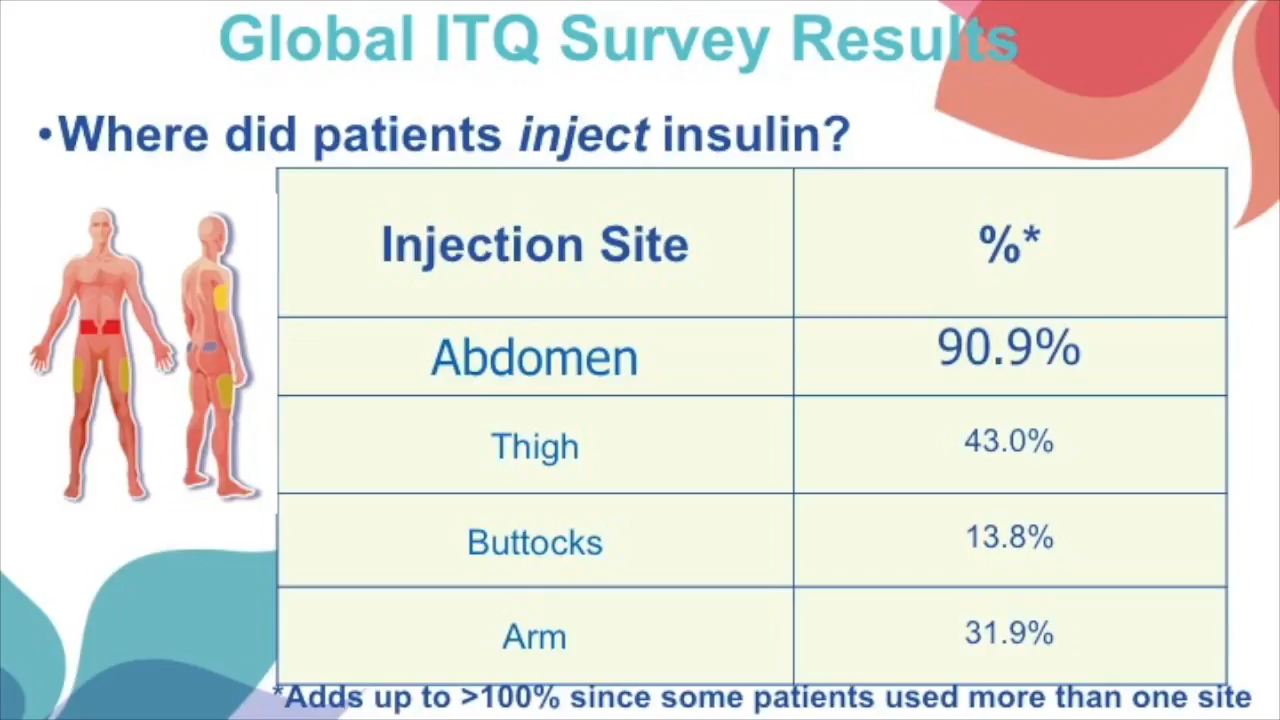 Global ITQ Survey Results
•Where did patients inject insulin?
Injection Site %*
Abdomen 90.9%
Thigh 43.0%
Buttocks 13.8%
Arm 31.9%
*Adds up to >100% since some patients used more than one site